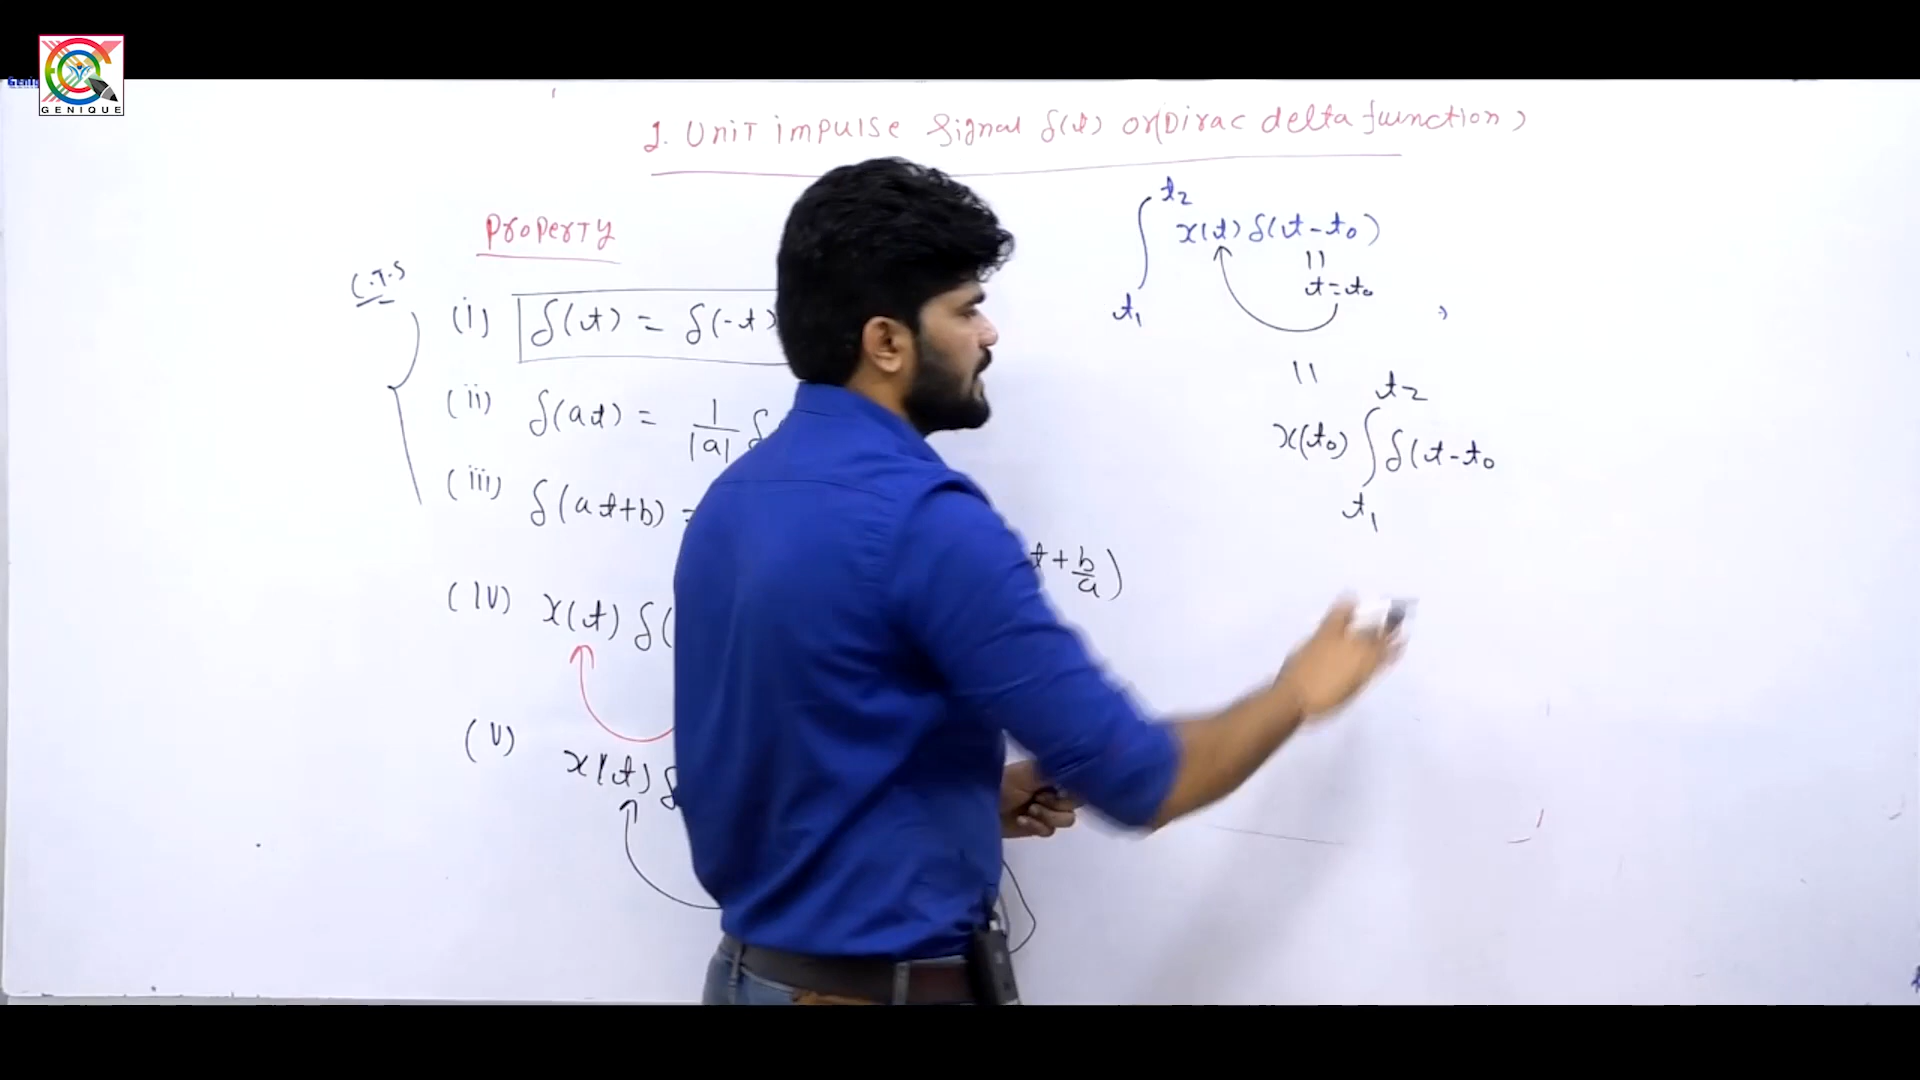 GENIQUE
1. Unit impulse signal δ(t) or (Dirac delta function)
Property
C.T.S
(i) δ(t) = δ(-t)
(ii) δ(at) = 1/|a| δ
(iii) δ(at+b) =
t + b/a)
(iv) x(t) δ(
(v) x(t) δ
t2
∫ x(t) δ(t-t0)
||
t=t0
t1
,
||
t2
x(t0) ∫ δ(t-t0
t1